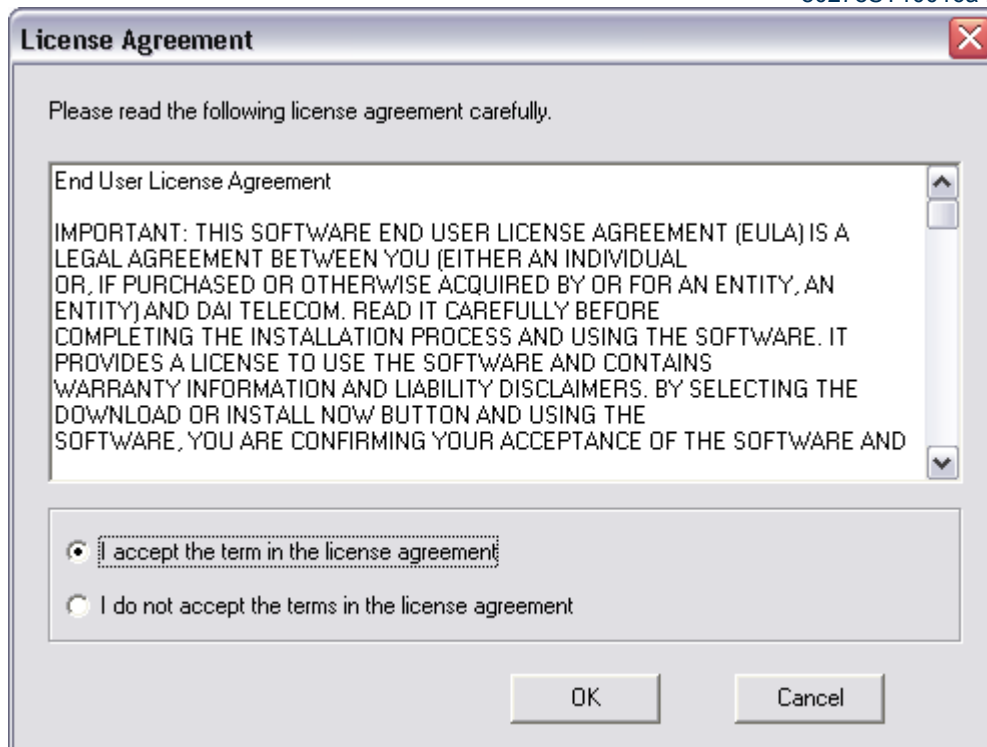 License Agreement
Please read the following license agreement carefully.
End User License Agreement
IMPORTANT: THIS SOFTWARE END USER LICENSE AGREEMENT (EULA) IS A
LEGAL AGREEMENT BETWEEN YOU (EITHER AN INDIVIDUAL
OR, IF PURCHASED OR OTHERWISE ACQUIRED BY OR FOR AN ENTITY, AN
ENTITY) AND DAI TELECOM. READ IT CAREFULLY BEFORE
COMPLETING THE INSTALLATION PROCESS AND USING THE SOFTWARE. IT
PROVIDES A LICENSE TO USE THE SOFTWARE AND CONTAINS
WARRANTY INFORMATION AND LIABILITY DISCLAIMERS. BY SELECTING THE
DOWNLOAD OR INSTALL NOW BUTTON AND USING THE
SOFTWARE, YOU ARE CONFIRMING YOUR ACCEPTANCE OF THE SOFTWARE AND
I accept the term in the license agreement
I do not accept the terms in the license agreement
OK Cancel